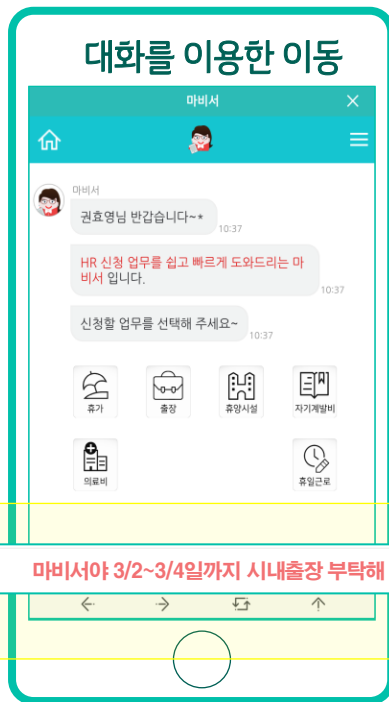 대화를 이용한 이동
마비서
마비서
권효영님 반갑습니다~*
10:37
HR 신청 업무를 쉽고 빠르게 도와드리는 마
비서 입니다.
10:37
신청할 업무를 선택해 주세요~
10:37
휴가 출장 휴양시설 자기계발비
의료비 휴일근로
마비서야 3/2~3/4일까지 시내출장 부탁해